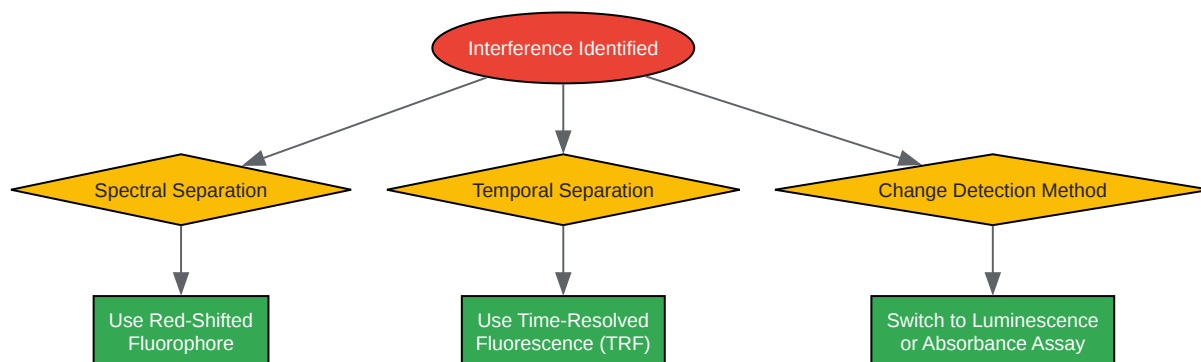 Interference Identified
Spectral Separation
Temporal Separation
Change Detection Method
Use Red-Shifted
Fluorophore
Use Time-Resolved
Fluorescence (TRF)
Switch to Luminescence
or Absorbance Assay